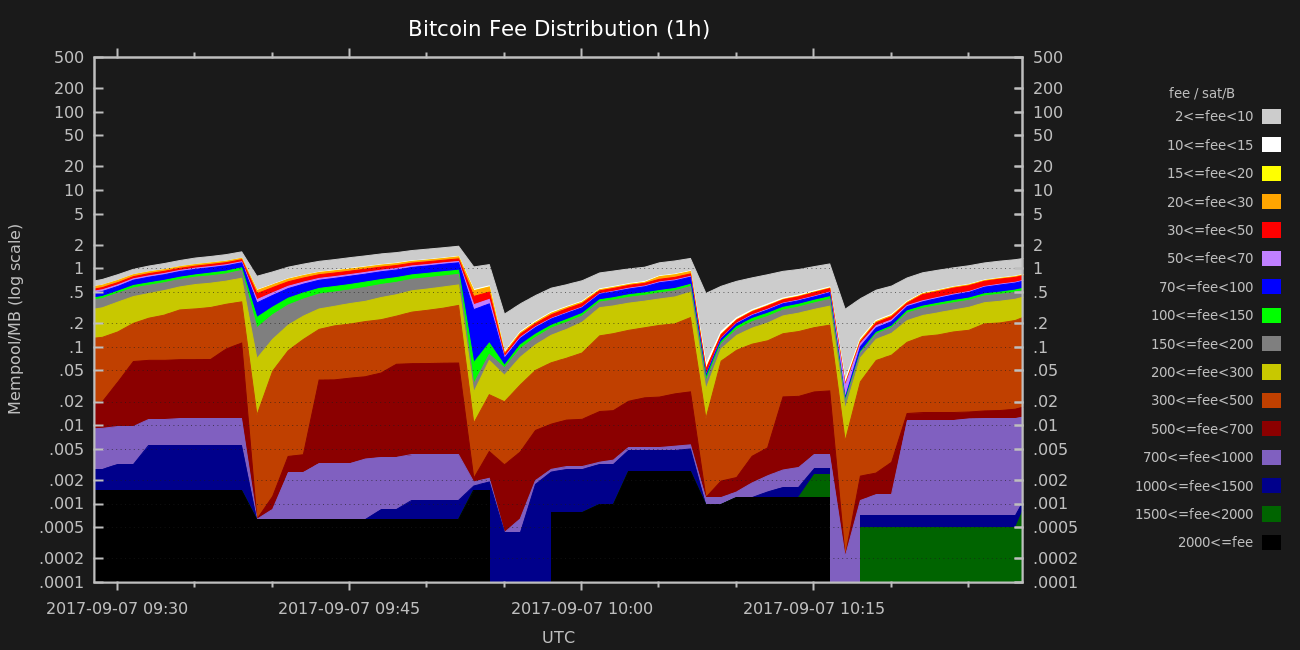 Bitcoin Fee Distribution (1h)
500 500
200 200
100 100
50 50
20 20
10 10
5 5
2 2
1 1
.5 .5
.2 .2
.1 .1
.05 .05
.02 .02
.01 .01
.005 .005
.002 .002
.001 .001
.0005 .0005
.0002 .0002
.0001 .0001
Mempool/MB (log scale)
2017-09-07 09:30 2017-09-07 09:45 2017-09-07 10:00 2017-09-07 10:15
UTC
fee / sat/B
2<=fee<10
10<=fee<15
15<=fee<20
20<=fee<30
30<=fee<50
50<=fee<70
70<=fee<100
100<=fee<150
150<=fee<200
200<=fee<300
300<=fee<500
500<=fee<700
700<=fee<1000
1000<=fee<1500
1500<=fee<2000
2000<=fee